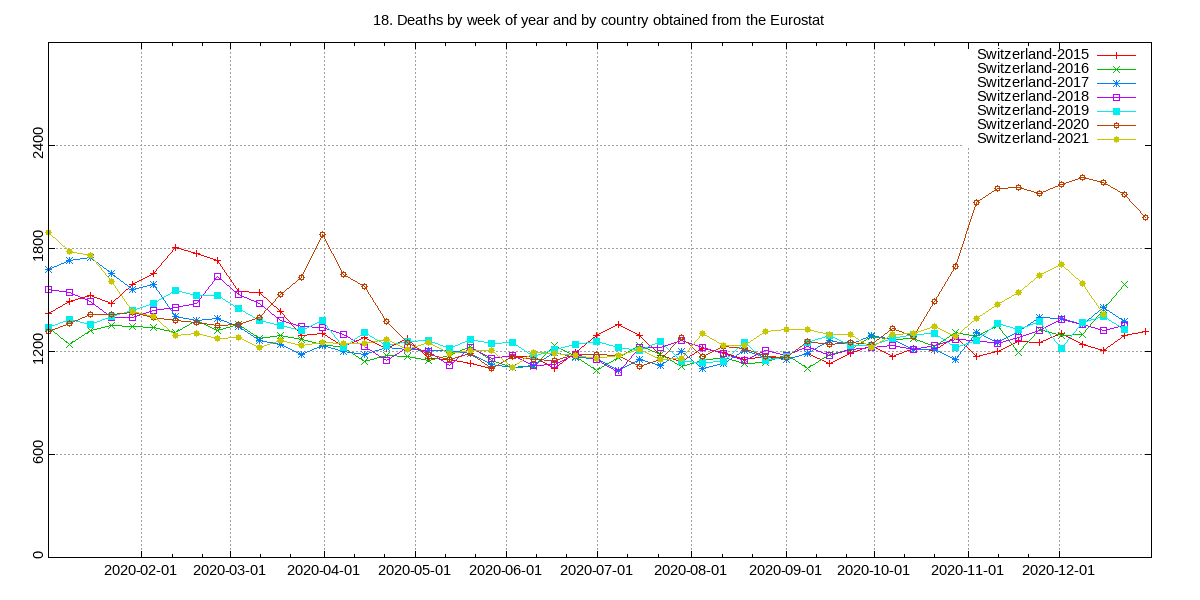 18. Deaths by week of year and by country obtained from the Eurostat
Switzerland-2015
Switzerland-2016
Switzerland-2017
Switzerland-2018
Switzerland-2019
Switzerland-2020
Switzerland-2021
2400
1800
1200
600
0
2020-02-01 2020-03-01 2020-04-01 2020-05-01 2020-06-01 2020-07-01 2020-08-01 2020-09-01 2020-10-01 2020-11-01 2020-12-01